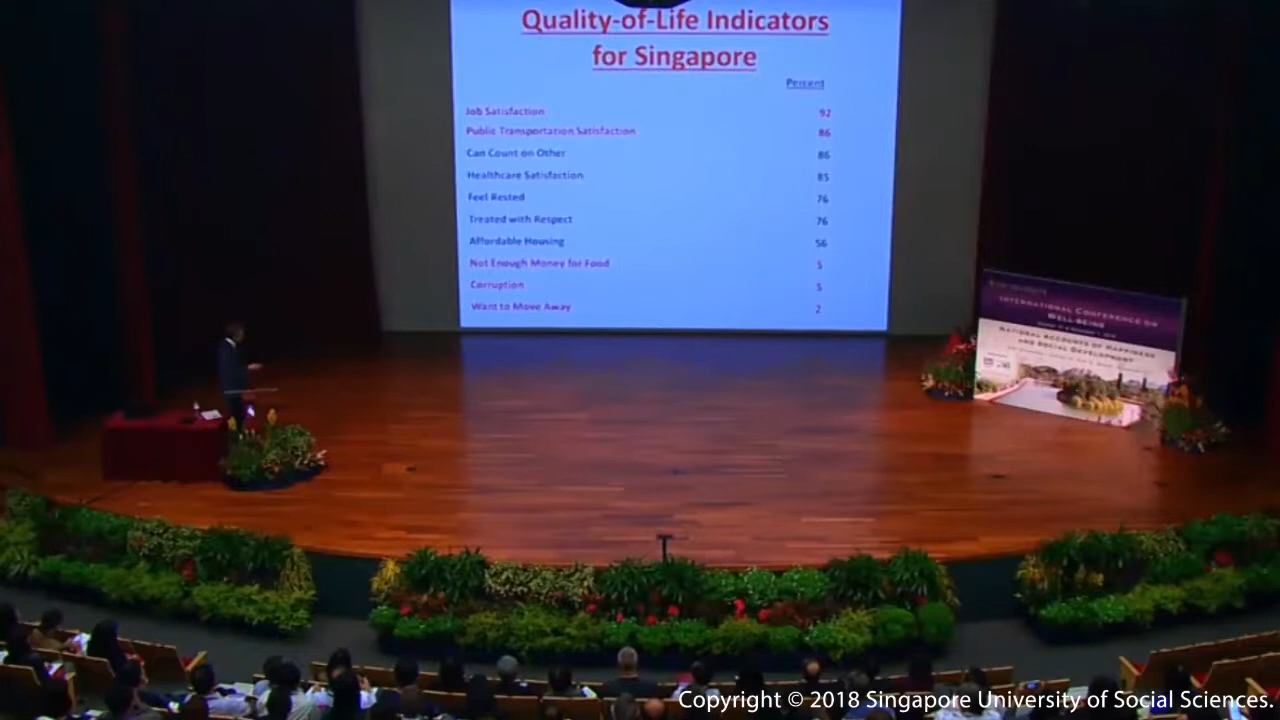 Quality-of-Life Indicators
for Singapore
Percent
Job Satisfaction 92
Public Transportation Satisfaction 86
Can Count on Other 86
Healthcare Satisfaction 85
Feel Rested 76
Treated with Respect 76
Affordable Housing 56
Not Enough Money for Food 5
Corruption 5
Want to Move Away 2
International Conference on
Well-being
National Accounts of Happiness
and Social Development
Copyright © 2018 Singapore University of Social Sciences.